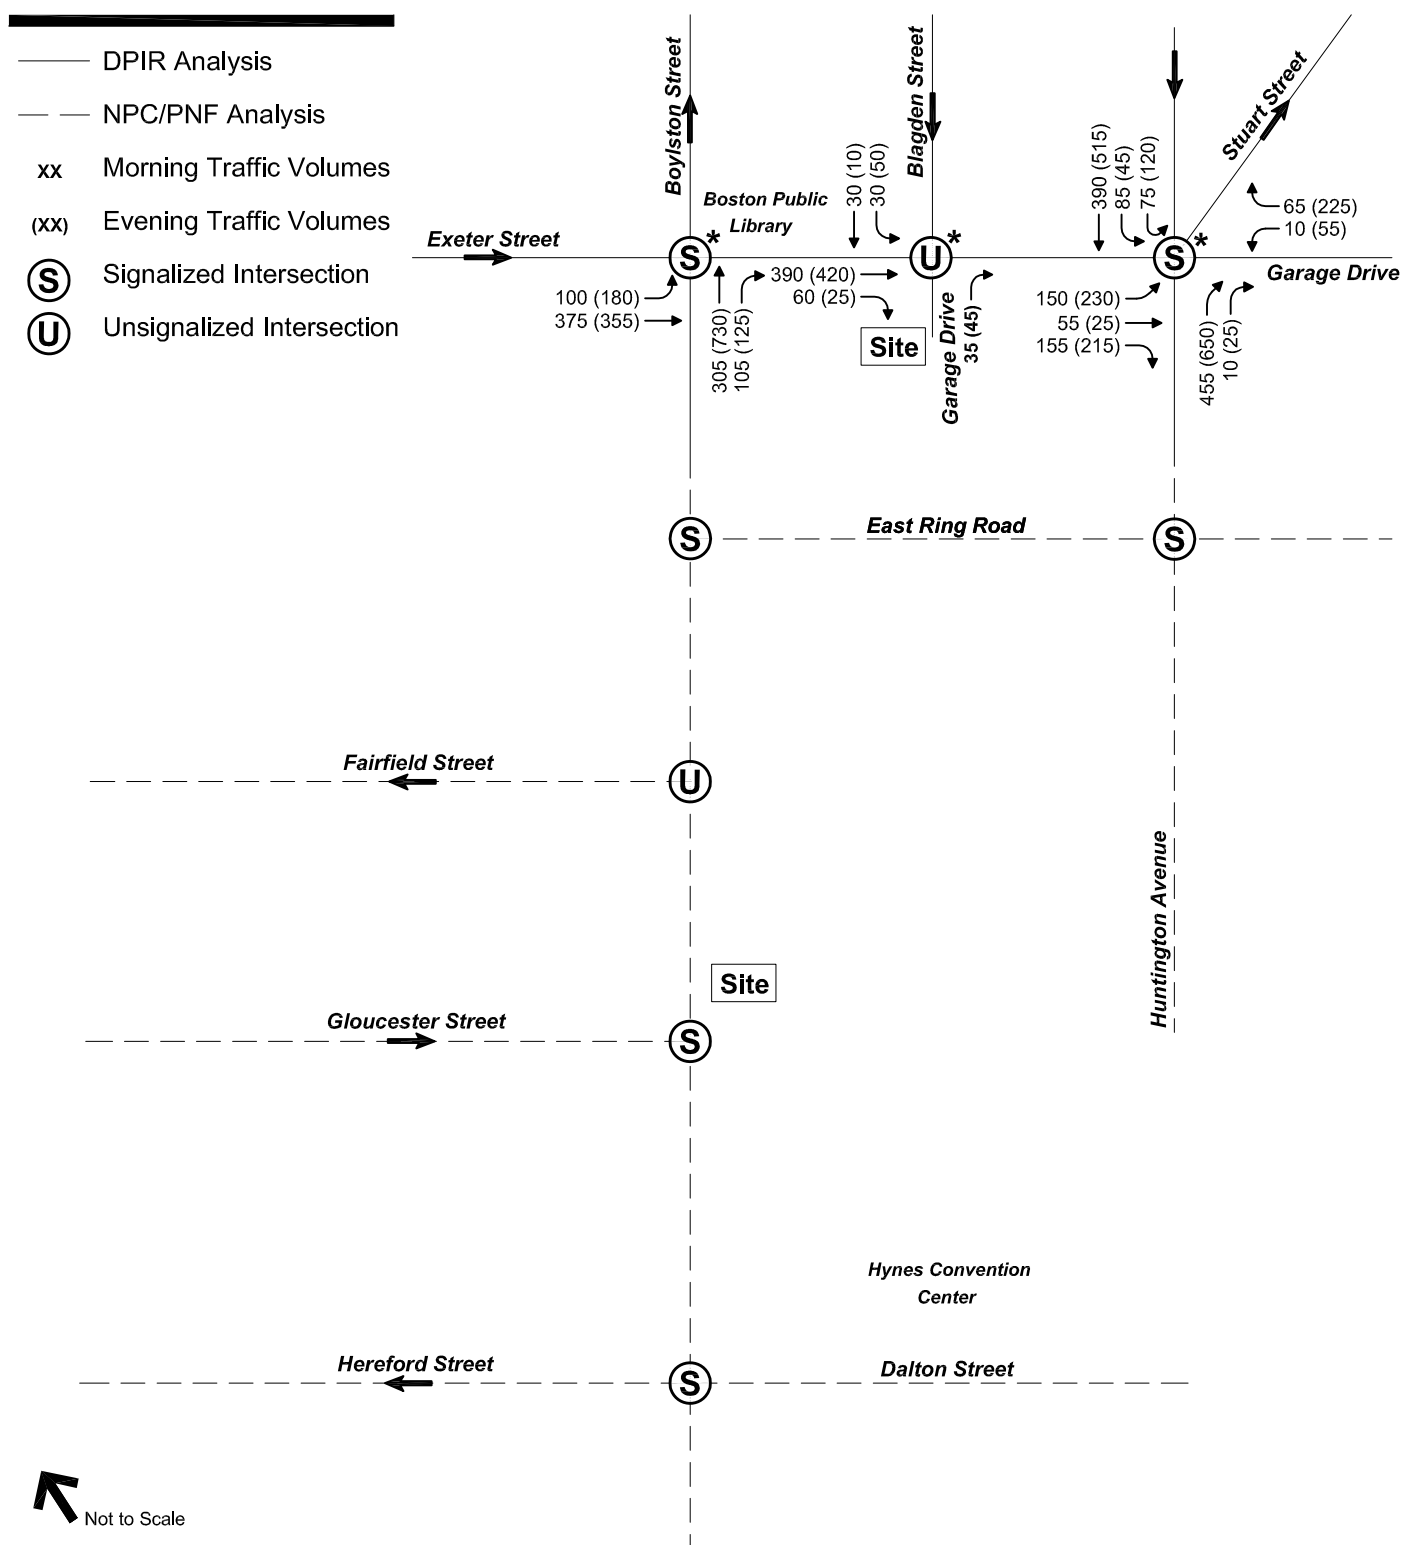 DPIR Analysis
NPC/PNF Analysis
xx Morning Traffic Volumes
(XX) Evening Traffic Volumes
S Signalized Intersection
U Unsignalized Intersection
Boylston Street
Blagden Street
Stuart Street
Boston Public
Library
Exeter Street
S*
30 (10)
30 (50)
U*
390 (515)
85 (45)
75 (120)
S*
65 (225)
10 (55)
Garage Drive
100 (180)
375 (355)
305 (730)
105 (125)
390 (420)
60 (25)
Site
Garage Drive
35 (45)
150 (230)
55 (25)
155 (215)
455 (650)
10 (25)
S
East Ring Road
S
Fairfield Street
U
Huntington Avenue
Site
Gloucester Street
S
Hynes Convention
Center
Hereford Street
S
Dalton Street
Not to Scale